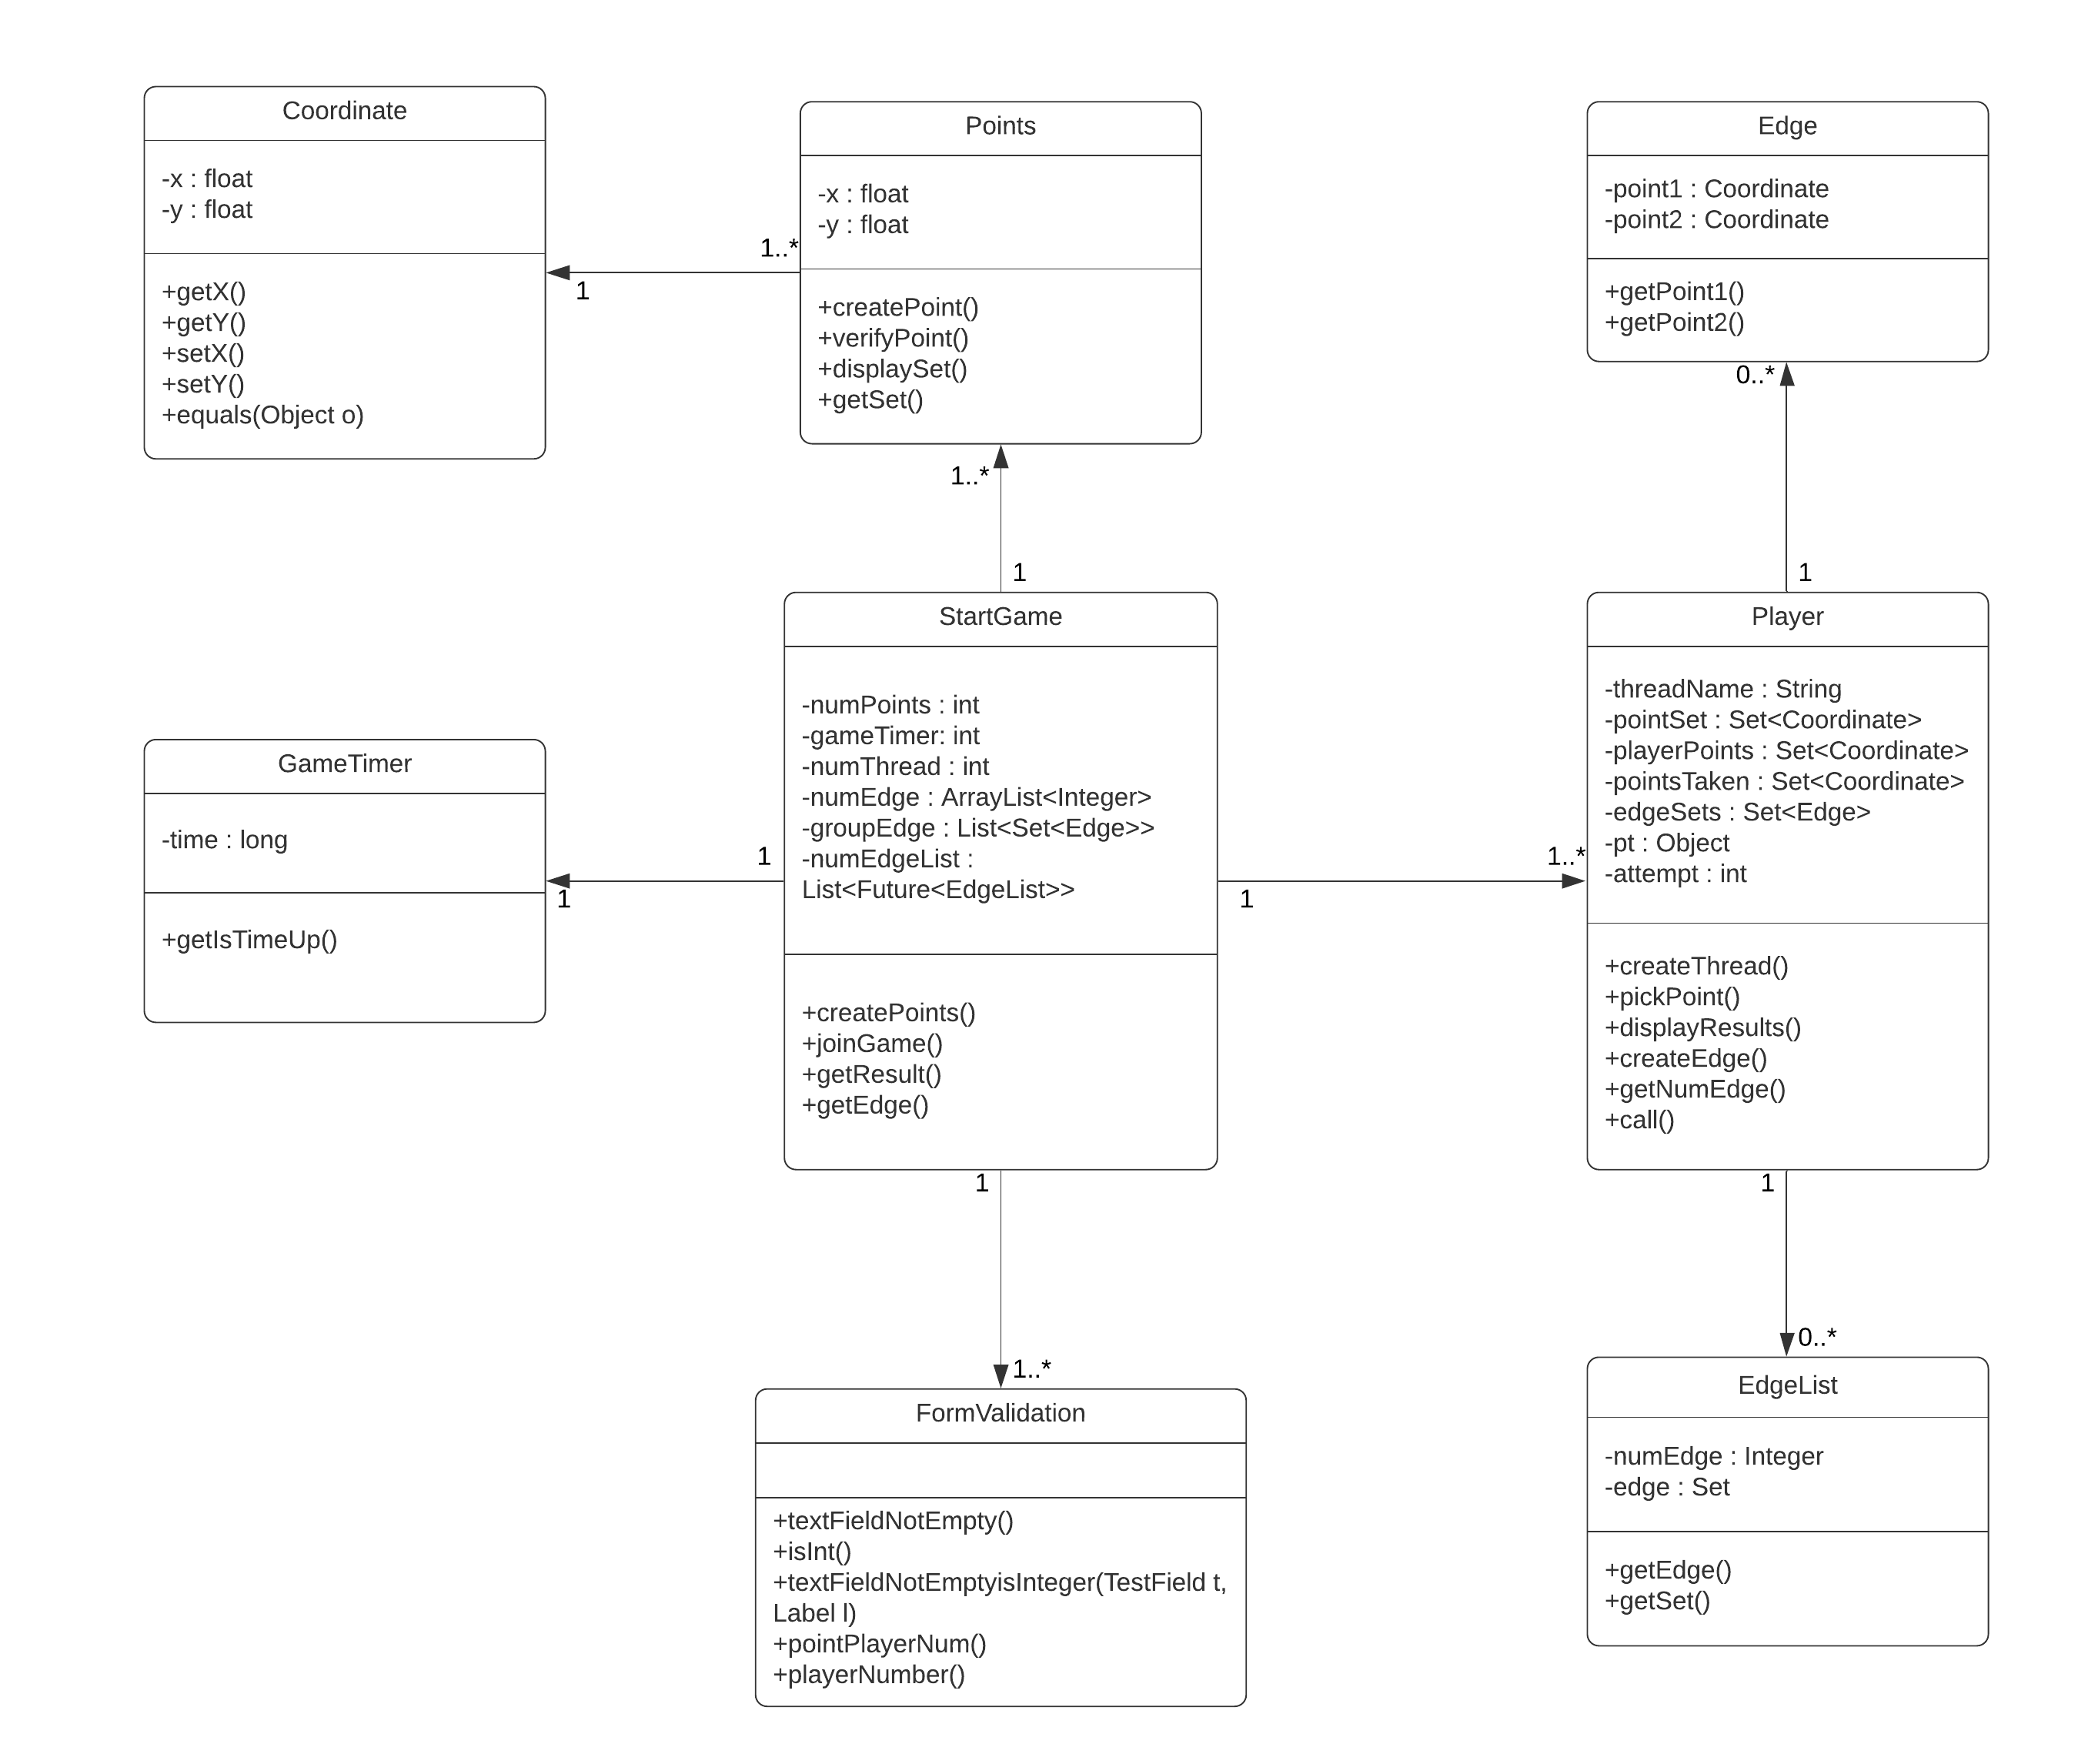 Coordinate
-x : float
-y : float
+getX()
+getY()
+setX()
+setY()
+equals(Object o)
1..*
1
Points
-x : float
-y : float
+createPoint()
+verifyPoint()
+displaySet()
+getSet()
1..*
1
Edge
-point1 : Coordinate
-point2 : Coordinate
+getPoint1()
+getPoint2()
0..*
1
GameTimer
-time : long
+getIsTimeUp()
1
1
StartGame
-numPoints : int
-gameTimer: int
-numThread : int
-numEdge : ArrayList<Integer>
-groupEdge : List<Set<Edge>>
-numEdgeList :
List<Future<EdgeList>>
+createPoints()
+joinGame()
+getResult()
+getEdge()
1..*
1
Player
-threadName : String
-pointSet : Set<Coordinate>
-playerPoints : Set<Coordinate>
-pointsTaken : Set<Coordinate>
-edgeSets : Set<Edge>
-pt : Object
-attempt : int
+createThread()
+pickPoint()
+displayResults()
+createEdge()
+getNumEdge()
+call()
1
1..*
FormValidation
+textFieldNotEmpty()
+isInt()
+textFieldNotEmptyisInteger(TestField t,
Label l)
+pointPlayerNum()
+playerNumber()
1
0..*
EdgeList
-numEdge : Integer
-edge : Set
+getEdge()
+getSet()